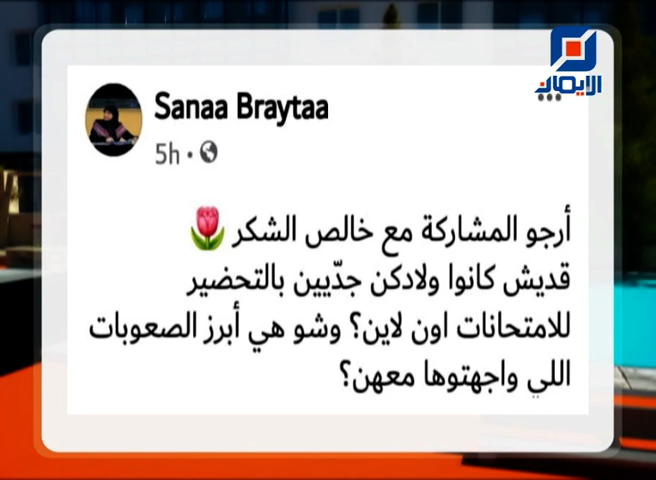 الإيمان
Sanaa Braytaa
5h
أرجو المشاركة مع خالص الشكر🌷
قديش كانوا ولادكن جدّيين بالتحضير
للامتحانات اون لاين؟ وشو هي أبرز الصعوبات
اللي واجهتوها معهن؟